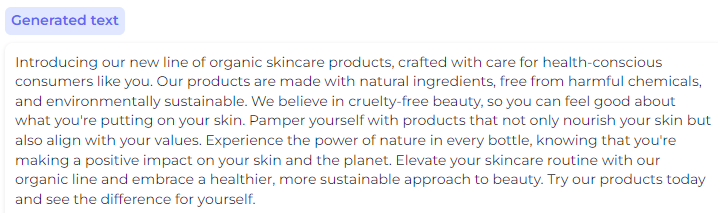 Generated text
Introducing our new line of organic skincare products, crafted with care for health-conscious
consumers like you. Our products are made with natural ingredients, free from harmful chemicals,
and environmentally sustainable. We believe in cruelty-free beauty, so you can feel good about
what you're putting on your skin. Pamper yourself with products that not only nourish your skin but
also align with your values. Experience the power of nature in every bottle, knowing that you're
making a positive impact on your skin and the planet. Elevate your skincare routine with our
organic line and embrace a healthier, more sustainable approach to beauty. Try our products today
and see the difference for yourself.